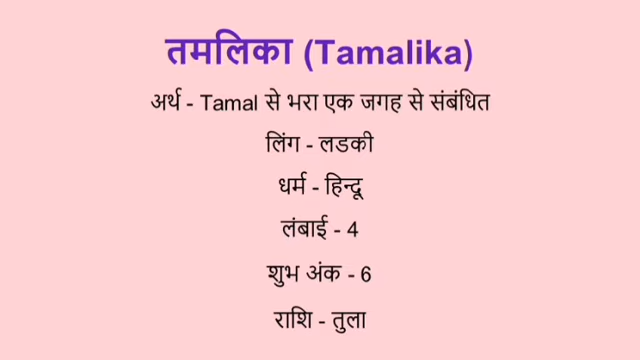 तमलिका (Tamalika)
अर्थ - Tamal से भरा एक जगह से संबंधित
लिंग - लडकी
धर्म - हिन्दू
लंबाई - 4
शुभ अंक - 6
राशि - तुला